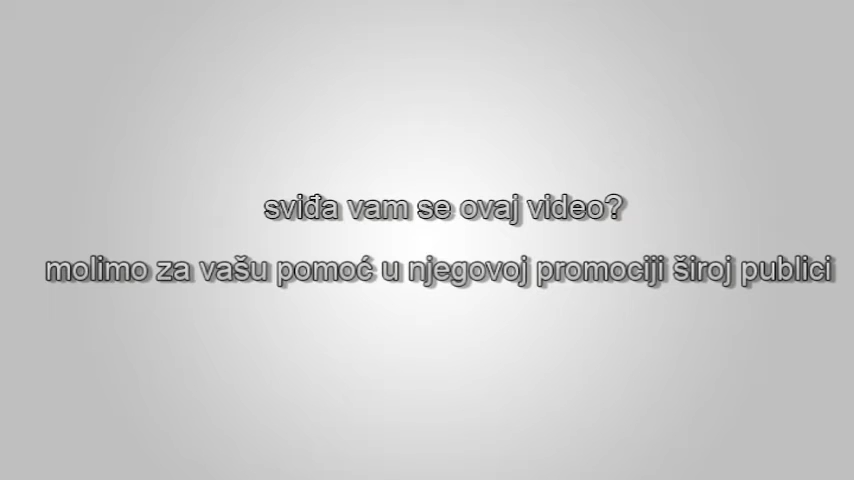 sviđa vam se ovaj video?
molimo za vašu pomoć u njegovoj promociji široj publici